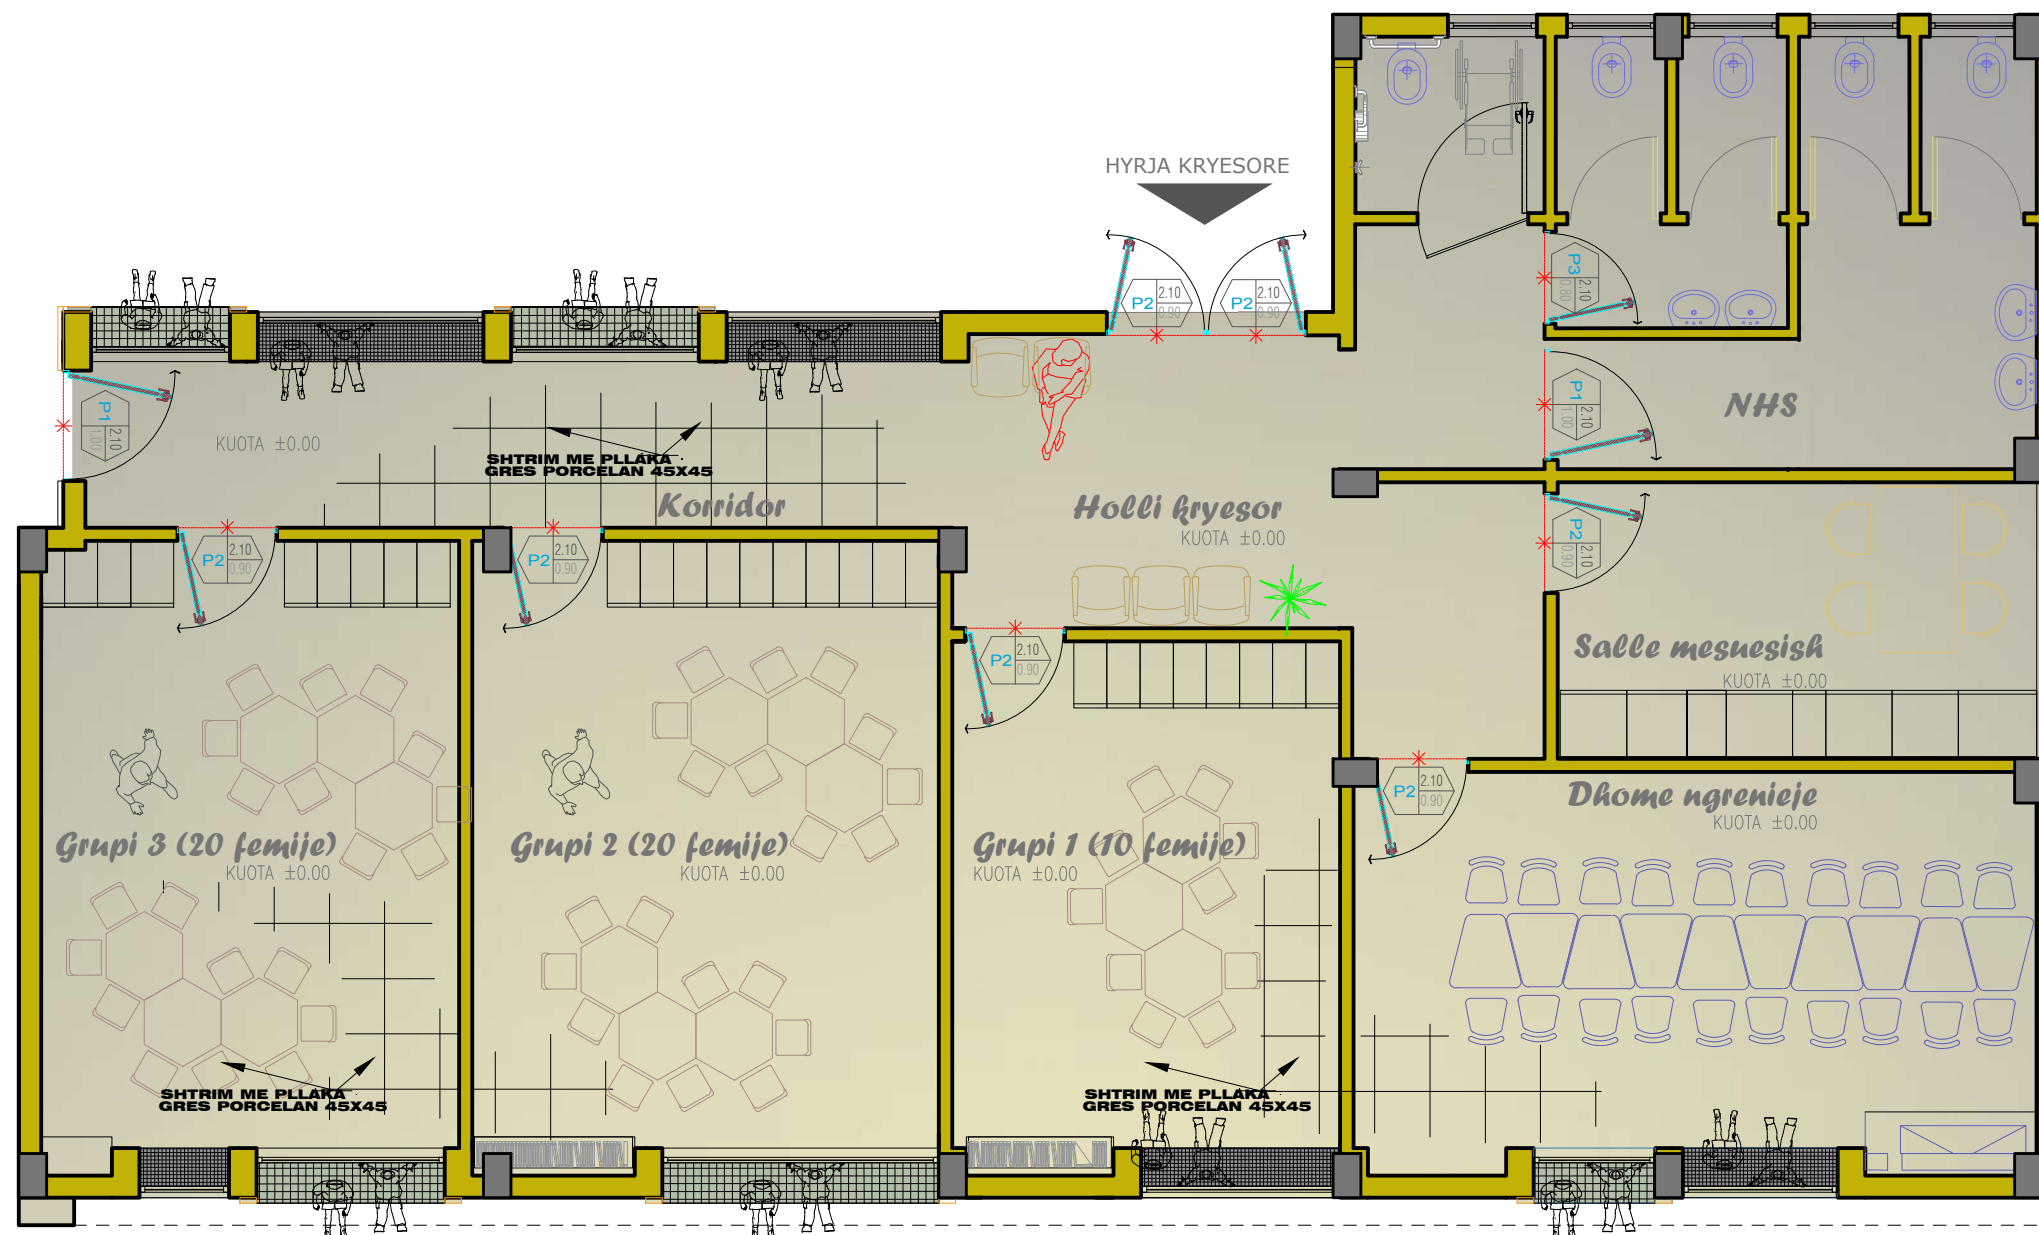 HYRJA KRYESORE
P2 2.10 0.90
P2 2.10 0.90
P3 2.10 0.80
P1 2.10 1.00
P1 2.10 1.00
NHS
KUOTA ±0.00
SHTRIM ME PLLAKA
GRES PORCELAN 45X45
Korridor
Holli kryesor
KUOTA ±0.00
P2 2.10 0.90
P2 2.10 0.90
P2 2.10 0.90
P2 2.10 0.90
Salle mesuesish
KUOTA ±0.00
P2 2.10 0.90
Dhome ngrenieje
KUOTA ±0.00
Grupi 3 (20 femije)
KUOTA ±0.00
Grupi 2 (20 femije)
KUOTA ±0.00
Grupi 1 (10 femije)
KUOTA ±0.00
SHTRIM ME PLLAKA
GRES PORCELAN 45X45
SHTRIM ME PLLAKA
GRES PORCELAN 45X45